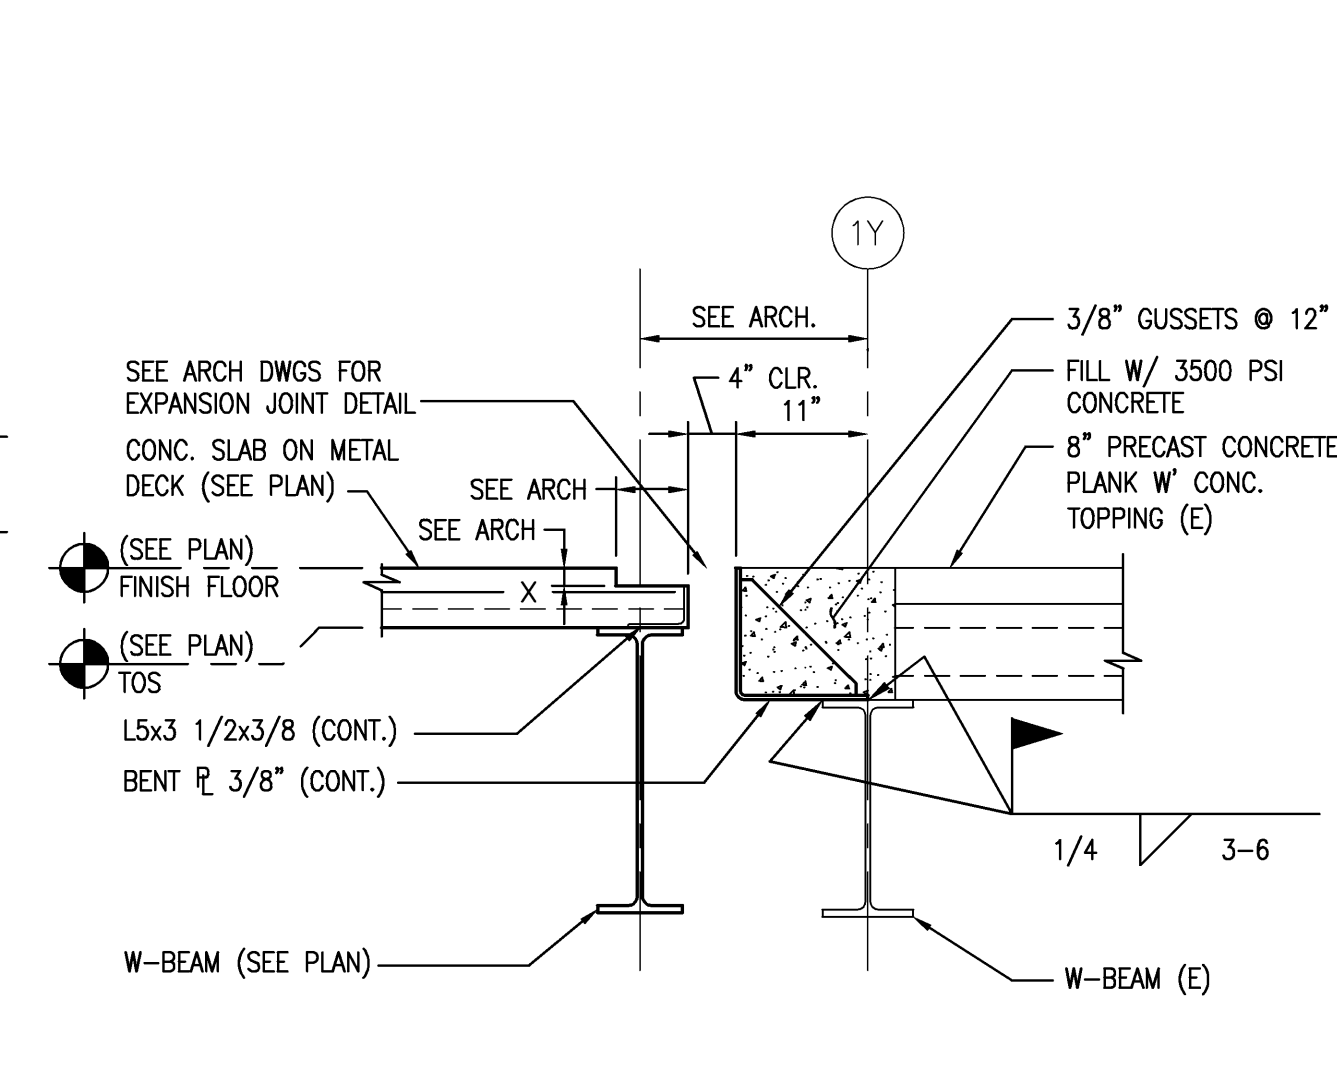 1Y
SEE ARCH.
3/8" GUSSETS @ 12"
SEE ARCH DWGS FOR
EXPANSION JOINT DETAIL
4" CLR.
11"
FILL W/ 3500 PSI
CONCRETE
CONC. SLAB ON METAL
DECK (SEE PLAN)
SEE ARCH
SEE ARCH
8" PRECAST CONCRETE
PLANK W' CONC.
TOPPING (E)
(SEE PLAN)
FINISH FLOOR
X
(SEE PLAN)
TOS
L5x3 1/2x3/8 (CONT.)
BENT ⅊ 3/8" (CONT.)
1/4
3-6
W-BEAM (SEE PLAN)
W-BEAM (E)